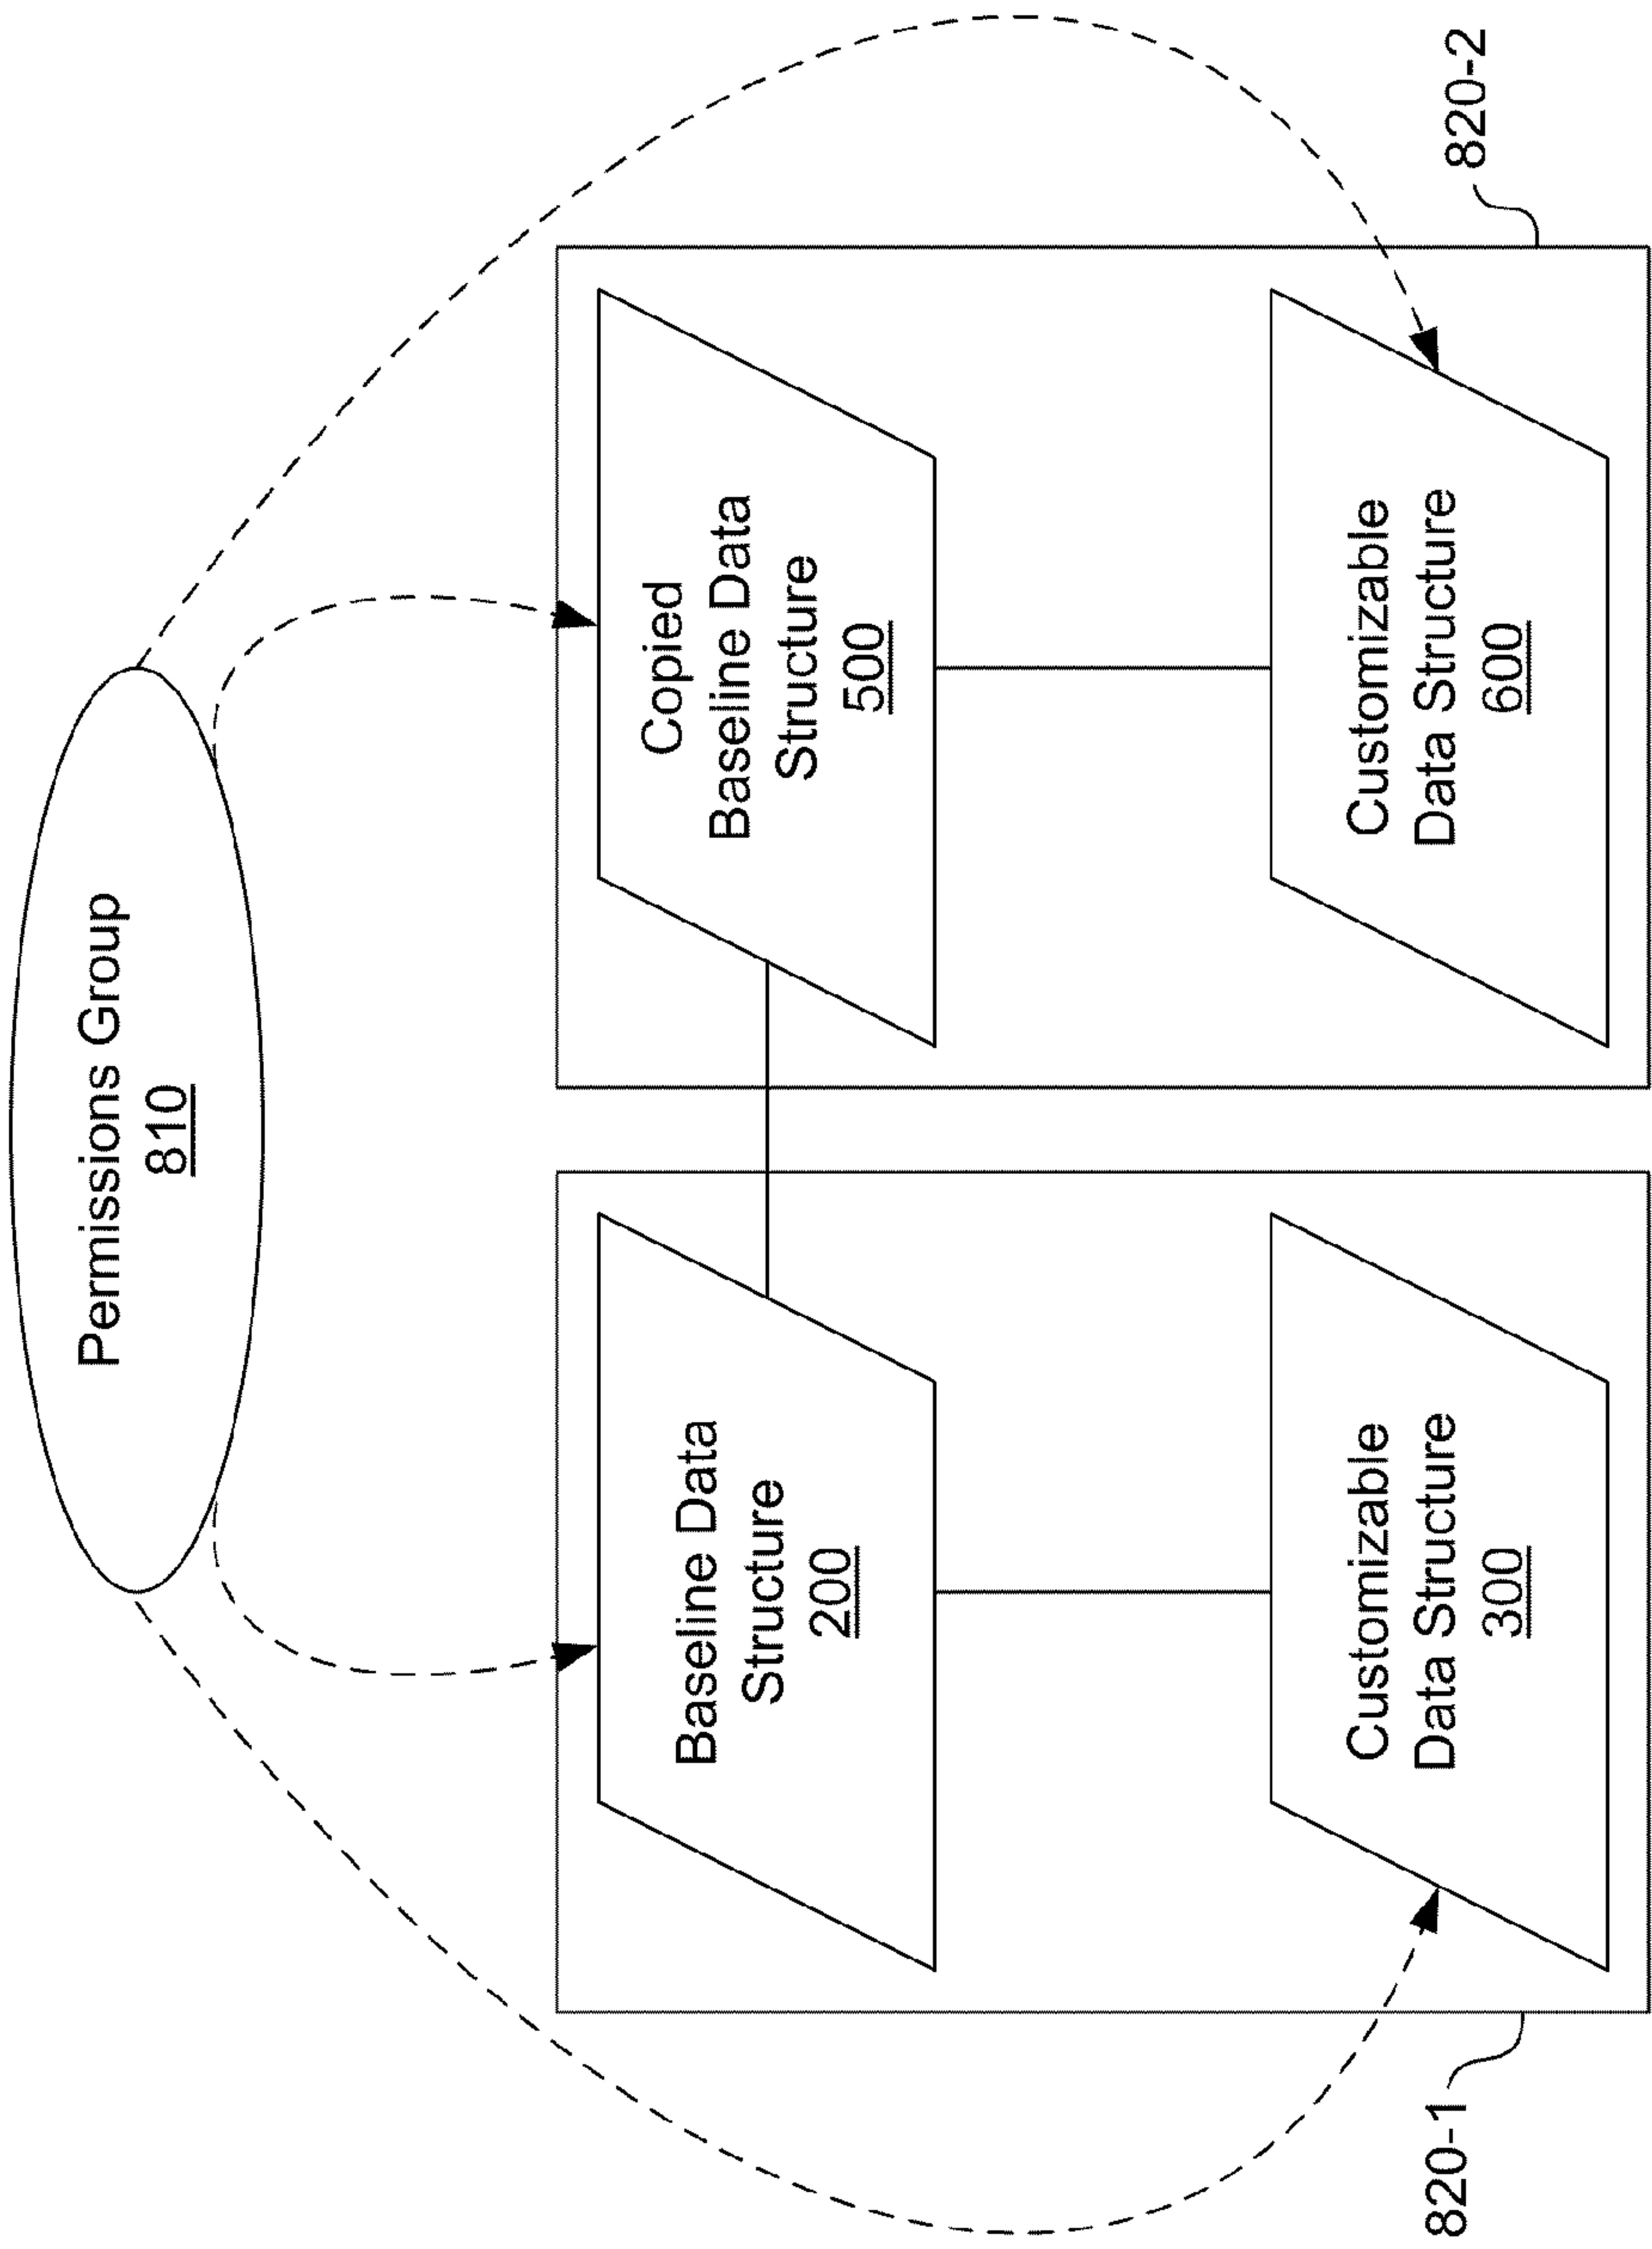 Permissions Group
810
Baseline Data
Structure
200
Copied
Baseline Data
Structure
500
Customizable
Data Structure
300
Customizable
Data Structure
600
820-1
820-2